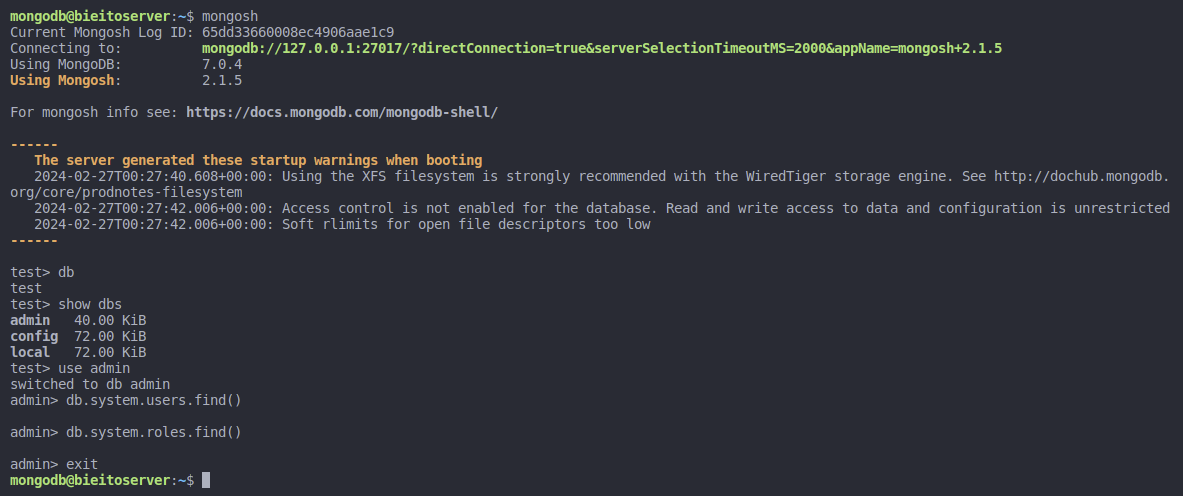 mongodb@bieitoserver:~$ mongosh
Current Mongosh Log ID: 65dd33660008ec4906aae1c9
Connecting to:          mongodb://127.0.0.1:27017/?directConnection=true&serverSelectionTimeoutMS=2000&appName=mongosh+2.1.5
Using MongoDB:          7.0.4
Using Mongosh:          2.1.5
For mongosh info see: https://docs.mongodb.com/mongodb-shell/
------
   The server generated these startup warnings when booting
   2024-02-27T00:27:40.608+00:00: Using the XFS filesystem is strongly recommended with the WiredTiger storage engine. See http://dochub.mongodb.
org/core/prodnotes-filesystem
   2024-02-27T00:27:42.006+00:00: Access control is not enabled for the database. Read and write access to data and configuration is unrestricted
   2024-02-27T00:27:42.006+00:00: Soft rlimits for open file descriptors too low
------
test> db
test
test> show dbs
admin   40.00 KiB
config  72.00 KiB
local   72.00 KiB
test> use admin
switched to db admin
admin> db.system.users.find()
admin> db.system.roles.find()
admin> exit
mongodb@bieitoserver:~$